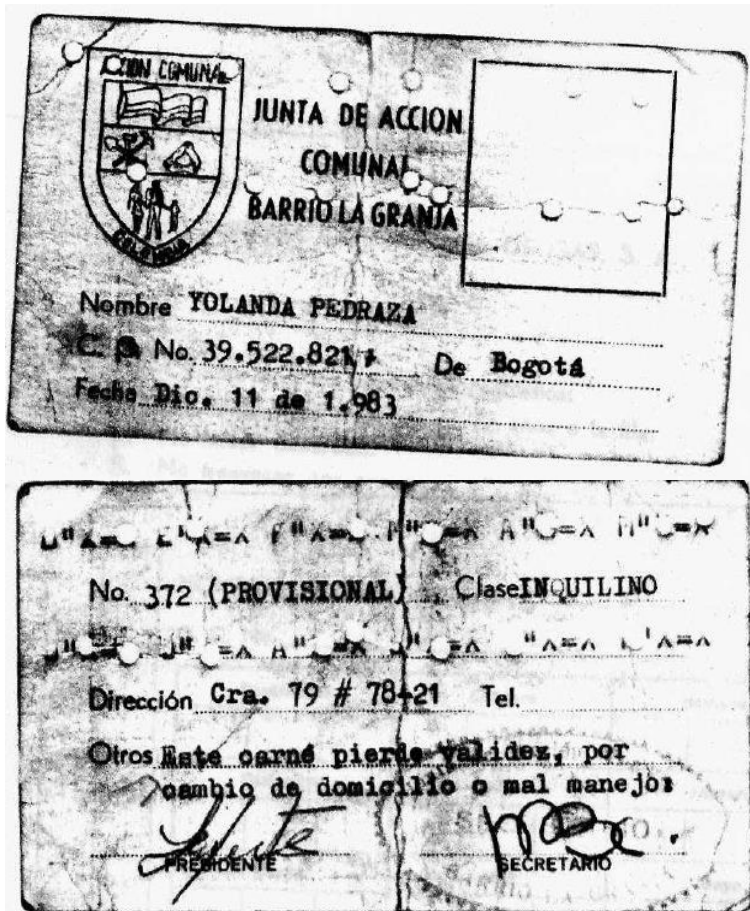 ACCION COMUNAL
COLOMBIA
JUNTA DE ACCION
COMUNAL
BARRIO LA GRANJA
Nombre YOLANDA PEDRAZA
C. No. 39.522.821 De Bogotá
Fecha Dic. 11 de 1.983
No. 372 (PROVISIONAL) Clase INQUILINO
Dirección Cra. 79 # 78-21 Tel.
Otros Este carné pierde validez, por
cambio de domicilio o mal manejo:
PRESIDENTE SECRETARIO